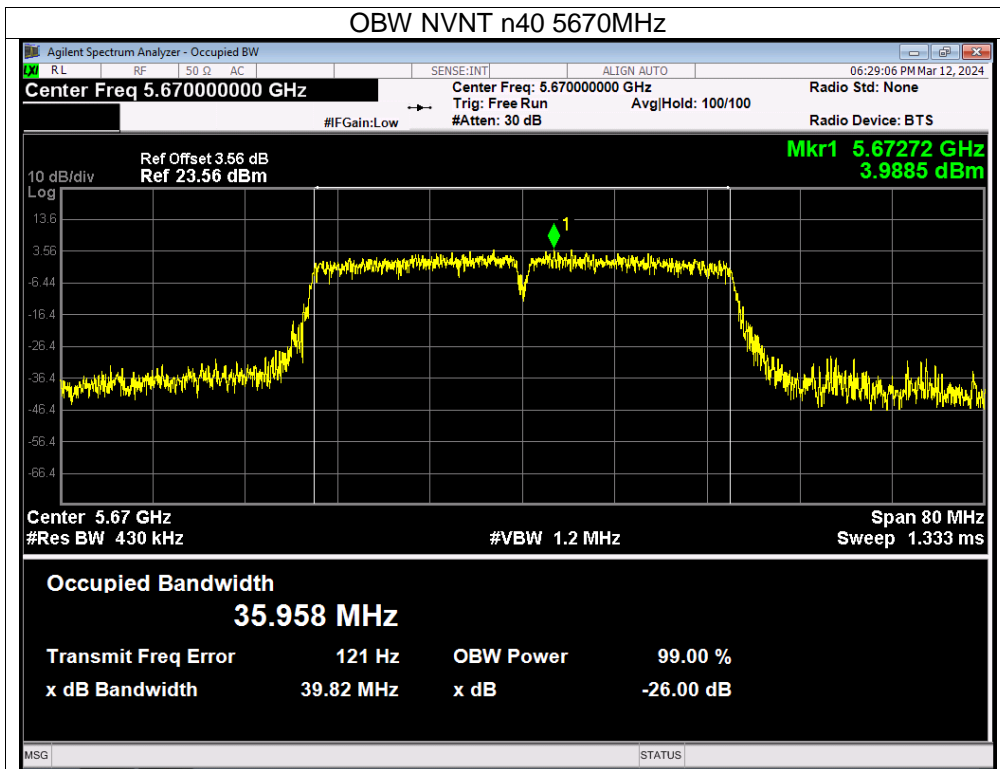 OBW NVNT n40 5670MHz
Agilent Spectrum Analyzer - Occupied BW
LXI RL RF 50 Ω AC SENSE:INT ALIGN AUTO 06:29:06 PM Mar 12, 2024
Center Freq 5.670000000 GHz Center Freq: 5.670000000 GHz Radio Std: None
Trig: Free Run Avg|Hold: 100/100
#IFGain:Low #Atten: 30 dB Radio Device: BTS
Mkr1 5.67272 GHz
3.9885 dBm
Ref Offset 3.56 dB
10 dB/div Ref 23.56 dBm
Log
13.6
1
3.56
-6.44
-16.4
-26.4
-36.4
-46.4
-56.4
-66.4
Center 5.67 GHz Span 80 MHz
#Res BW 430 kHz #VBW 1.2 MHz Sweep 1.333 ms
Occupied Bandwidth
35.958 MHz
Transmit Freq Error 121 Hz OBW Power 99.00 %
x dB Bandwidth 39.82 MHz x dB -26.00 dB
MSG STATUS